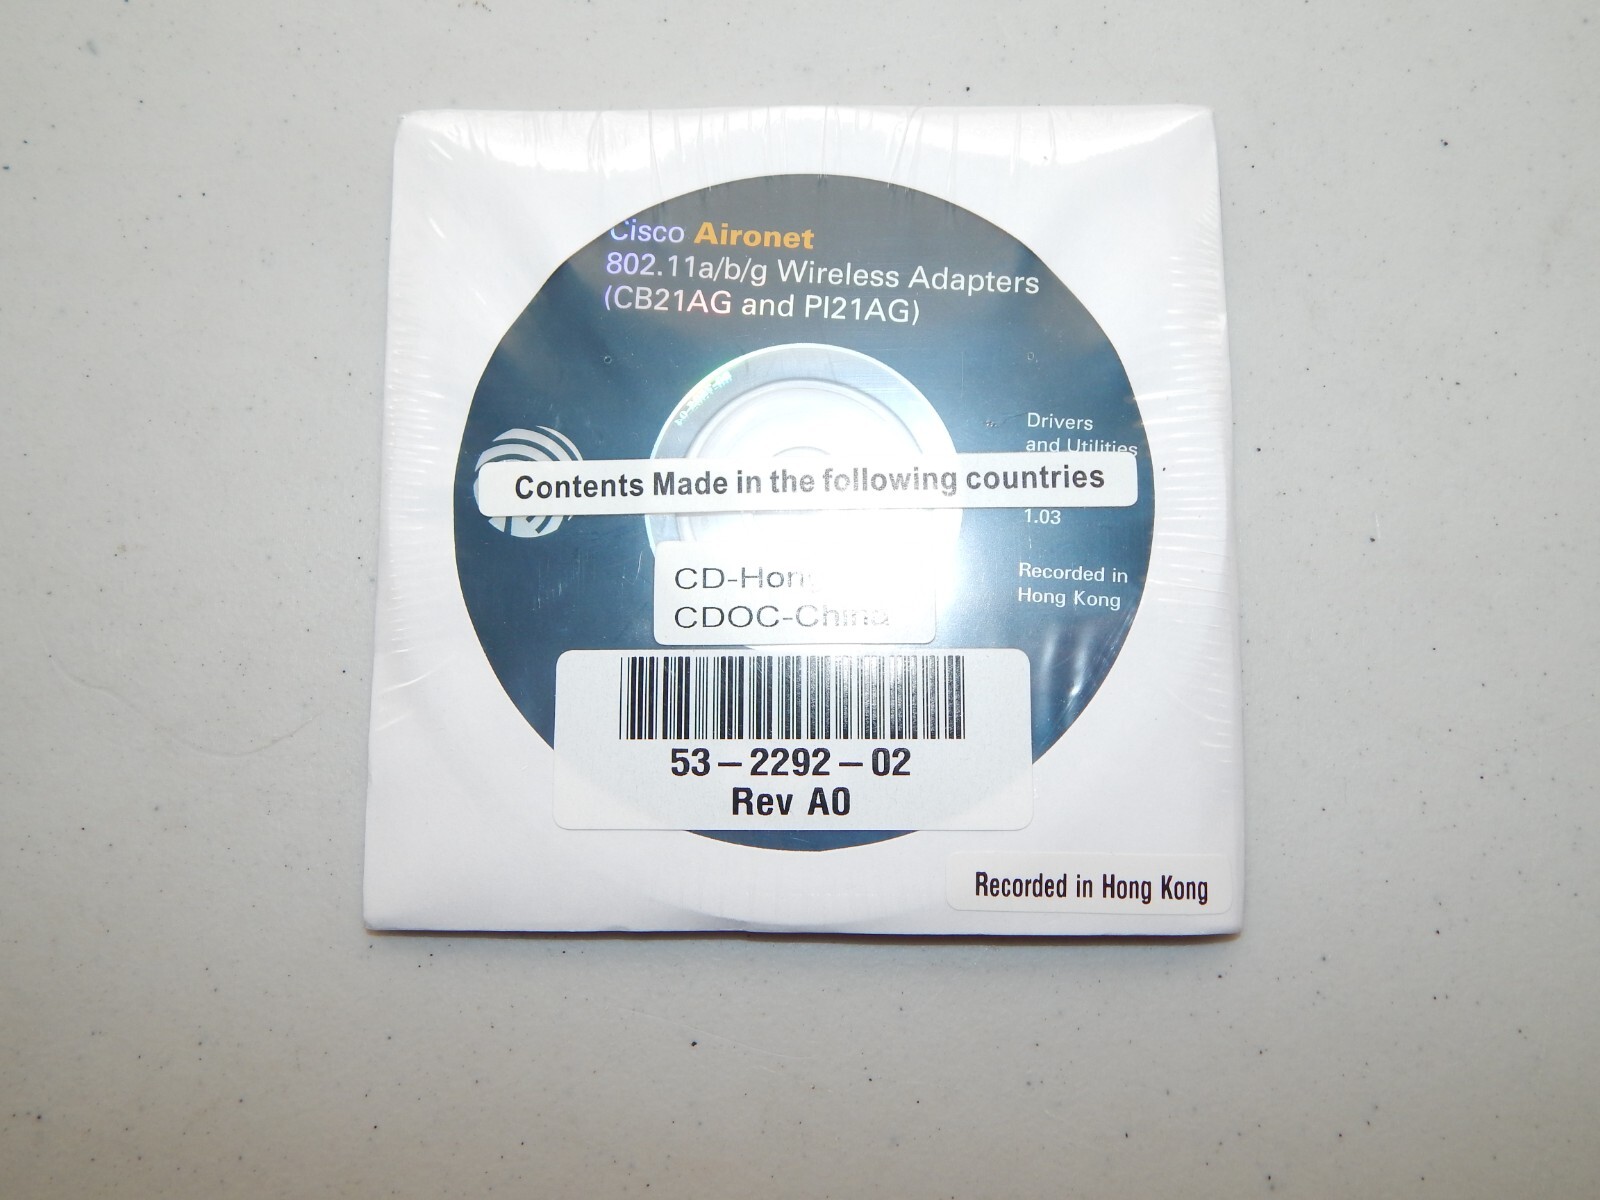 Cisco Aironet
802.11a/b/g Wireless Adapters
(CB21AG and PI21AG)
Drivers
and Utilities
1.03
Recorded in
Hong Kong
Contents Made in the following countries
CD-Hong
CDOC-China
53-2292-02
Rev A0
Recorded in Hong Kong